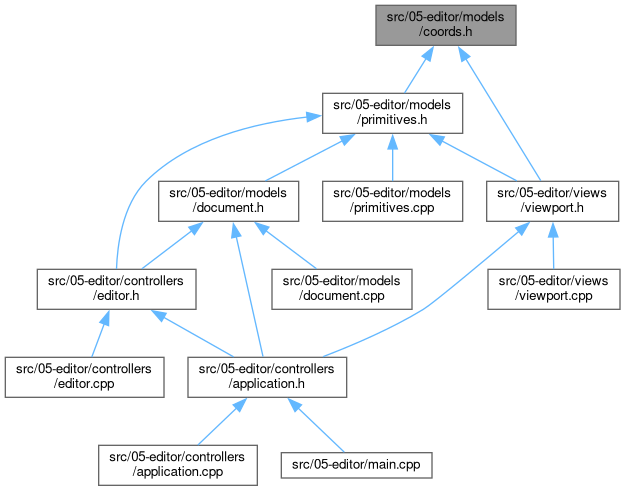 src/05-editor/models
/coords.h
src/05-editor/models
/primitives.h
src/05-editor/models
/document.h
src/05-editor/models
/primitives.cpp
src/05-editor/views
/viewport.h
src/05-editor/controllers
/editor.h
src/05-editor/models
/document.cpp
src/05-editor/views
/viewport.cpp
src/05-editor/controllers
/editor.cpp
src/05-editor/controllers
/application.h
src/05-editor/controllers
/application.cpp
src/05-editor/main.cpp